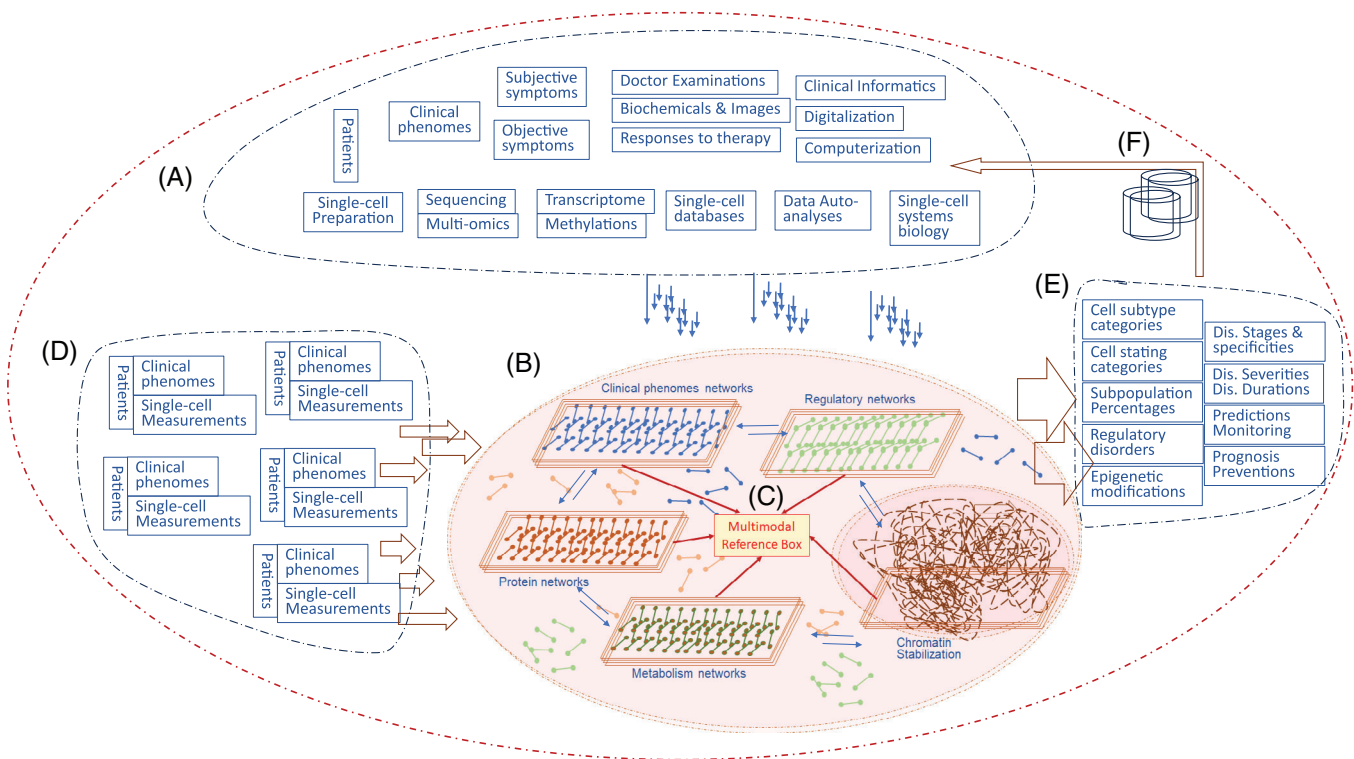 (A)
Patients
Clinical
phenomes
Subjective
symptoms
Objective
symptoms
Doctor Examinations
Biochemicals & Images
Responses to therapy
Clinical Informatics
Digitalization
Computerization
Single-cell
Preparation
Sequencing
Multi-omics
Transcriptome
Methylations
Single-cell
databases
Data Auto-
analyses
Single-cell
systems
biology
(F)
(D)
Patients
Clinical
phenomes
Single-cell
Measurements
Patients
Clinical
phenomes
Single-cell
Measurements
Patients
Clinical
phenomes
Single-cell
Measurements
Patients
Clinical
phenomes
Single-cell
Measurements
Patients
Clinical
phenomes
Single-cell
Measurements
(B)
Clinical phenomes networks
Regulatory networks
(C)
Multimodal
Reference Box
Protein networks
Metabolism networks
Chromatin
Stabilization
(E)
Cell subtype
categories
Cell stating
categories
Subpopulation
Percentages
Regulatory
disorders
Epigenetic
modifications
Dis. Stages &
specificities
Dis. Severities
Dis. Durations
Predictions
Monitoring
Prognosis
Preventions